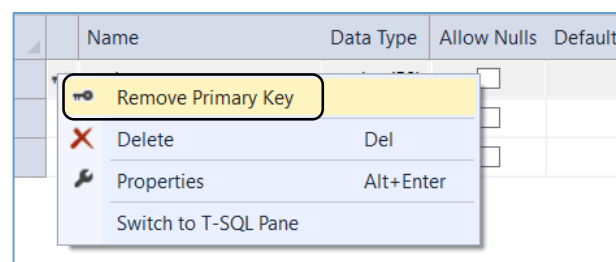 Name Data Type Allow Nulls Default
Remove Primary Key
Delete Del
Properties Alt+Enter
Switch to T-SQL Pane